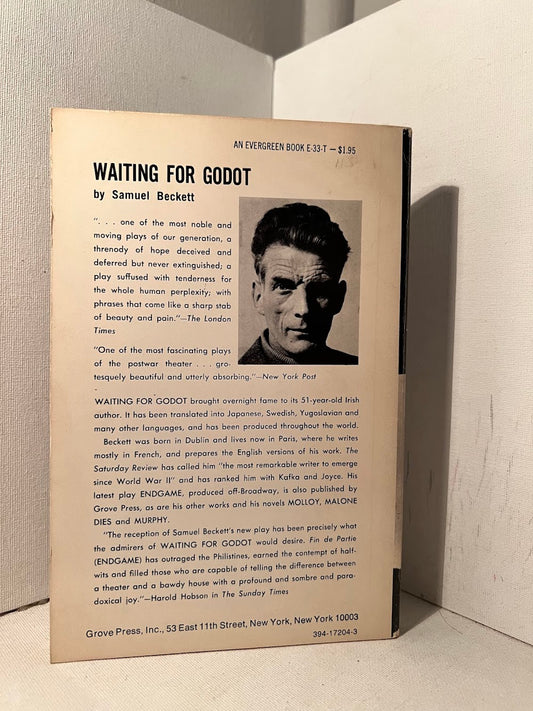 AN EVERGREEN BOOK E-33-T — $1.95
WAITING FOR GODOT
by Samuel Beckett
". . . one of the most noble and
moving plays of our generation, a
threnody of hope deceived and
deferred but never extinguished; a
play suffused with tenderness for
the whole human perplexity; with
phrases that come like a sharp stab
of beauty and pain."—The London
Times
"One of the most fascinating plays
of the postwar theater . . . gro-
tesquely beautiful and utterly absorbing."—New York Post
WAITING FOR GODOT brought overnight fame to its 51-year-old Irish
author. It has been translated into Japanese, Swedish, Yugoslavian and
many other languages, and has been produced throughout the world.
Beckett was born in Dublin and lives now in Paris, where he writes
mostly in French, and prepares the English versions of his work. The
Saturday Review has called him "the most remarkable writer to emerge
since World War II" and has ranked him with Kafka and Joyce. His
latest play ENDGAME, produced off-Broadway, is also published by
Grove Press, as are his other works and his novels MOLLOY, MALONE
DIES and MURPHY.
"The reception of Samuel Beckett's new play has been precisely what
the admirers of WAITING FOR GODOT would desire. Fin de Partie
(ENDGAME) has outraged the Philistines, earned the contempt of half-
wits and filled those who are capable of telling the difference between
a theater and a bawdy house with a profound and sombre and para-
doxical joy."—Harold Hobson in The Sunday Times
Grove Press, Inc., 53 East 11th Street, New York, New York 10003
394-17204-3